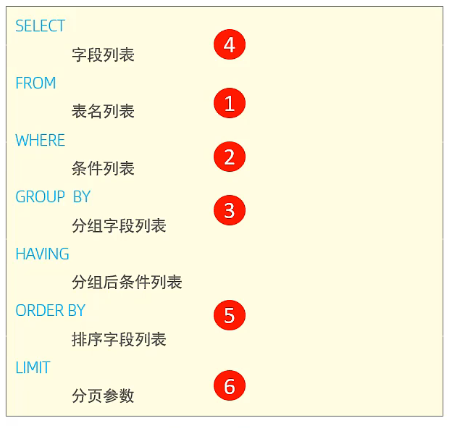 SELECT
字段列表 4
FROM
表名列表 1
WHERE
条件列表 2
GROUP BY 3
分组字段列表
HAVING
分组后条件列表
ORDER BY 5
排序字段列表
LIMIT
分页参数 6